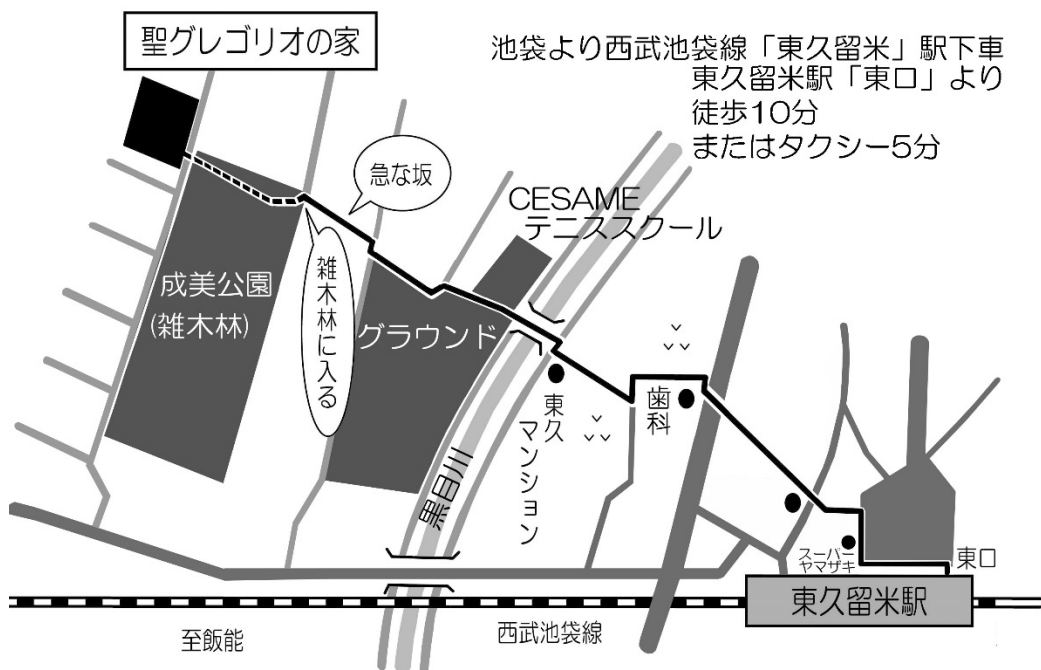 聖グレゴリオの家
池袋より西武池袋線「東久留米」駅下車
東久留米駅「東口」より
徒歩10分
またはタクシー5分
急な坂
CESAME
テニススクール
成美公園
(雑木林)
雑木林に入る
グラウンド
歯科
東久
マンション
黒目川
スーパー
ヤマザキ
東口
東久留米駅
至飯能
西武池袋線